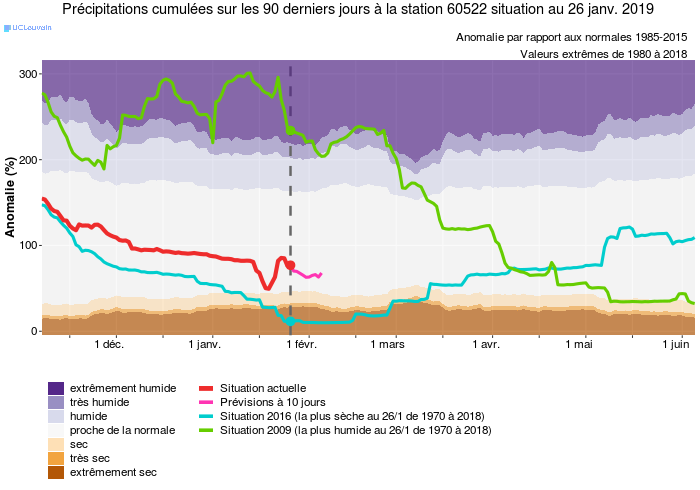 Précipitations cumulées sur les 90 derniers jours à la station 60522 situation au 26 janv. 2019
UCLouvain
Anomalie par rapport aux normales 1985-2015
Valeurs extrêmes de 1980 à 2018
Anomalie (%)
300
200
100
0
1 déc.
1 janv.
1 févr.
1 mars
1 avr.
1 mai
1 juin
extrêmement humide
très humide
humide
proche de la normale
sec
très sec
extrêmement sec
Situation actuelle
Prévisions à 10 jours
Situation 2016 (la plus sèche au 26/1 de 1970 à 2018)
Situation 2009 (la plus humide au 26/1 de 1970 à 2018)